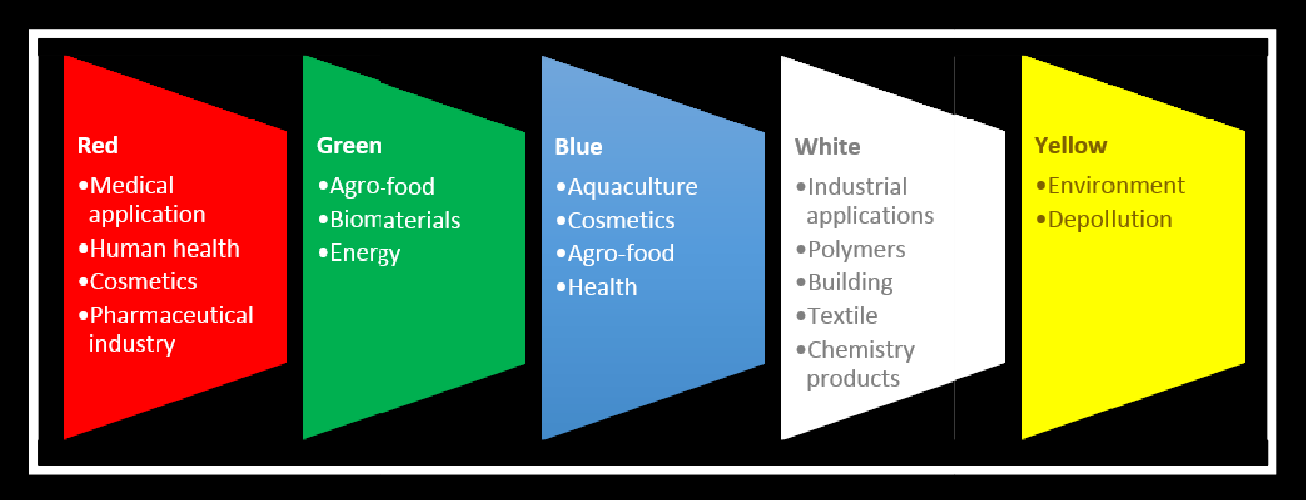 Red
•Medical
application
•Human health
•Cosmetics
•Pharmaceutical
industry
Green
•Agro-food
•Biomaterials
•Energy
Blue
•Aquaculture
•Cosmetics
•Agro-food
•Health
White
•Industrial
applications
•Polymers
•Building
•Textile
•Chemistry
products
Yellow
•Environment
•Depollution